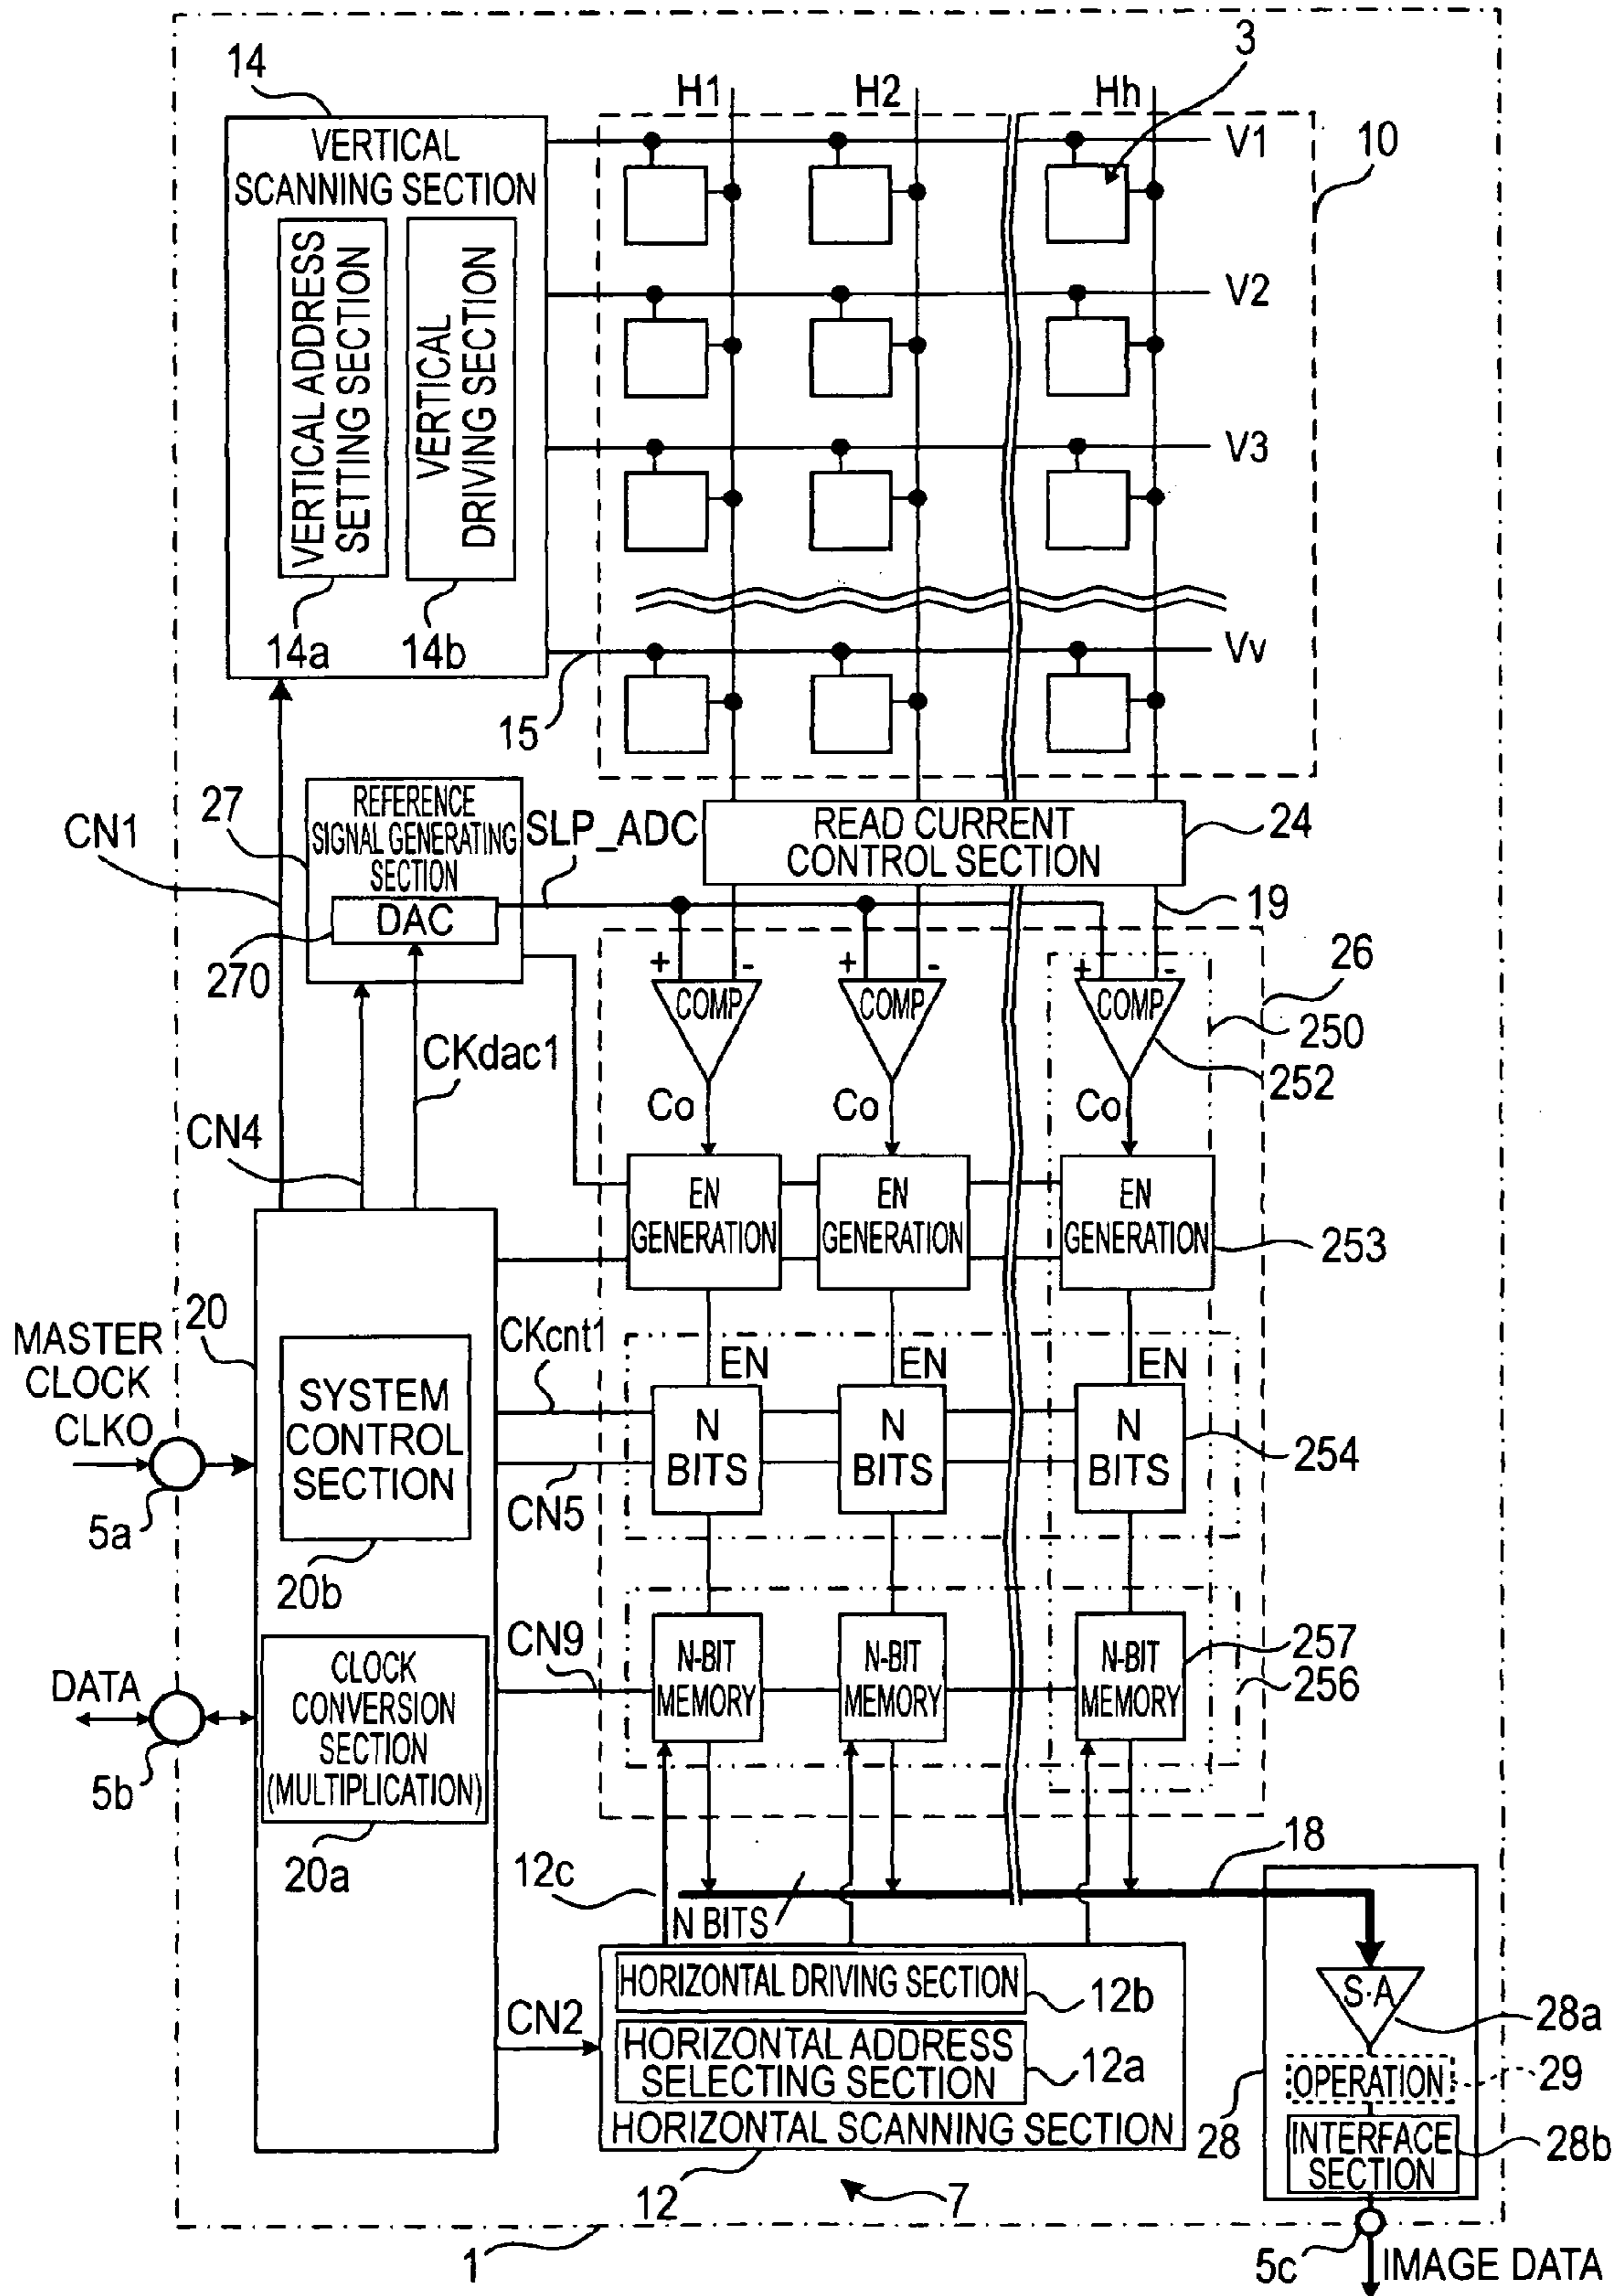 14
3
H1
H2
Hh
VERTICAL
SCANNING SECTION
V1
10
VERTICAL ADDRESS
SETTING SECTION
VERTICAL
DRIVING SECTION
V2
V3
14a
14b
Vv
15
CN1
27
REFERENCE
SIGNAL GENERATING
SECTION
SLP_ADC
READ CURRENT
CONTROL SECTION
24
DAC
19
270
+
-
+
-
+
-
26
COMP
COMP
COMP
250
CKdac1
252
Co
Co
Co
CN4
EN
GENERATION
EN
GENERATION
EN
GENERATION
253
20
MASTER
CLOCK
CLKO
CKcnt1
EN
EN
EN
SYSTEM
CONTROL
SECTION
N
BITS
N
BITS
N
BITS
254
5a
CN5
20b
CN9
DATA
CLOCK
CONVERSION
SECTION
(MULTIPLICATION)
N-BIT
MEMORY
N-BIT
MEMORY
N-BIT
MEMORY
257
256
5b
20a
12c
18
N BITS
HORIZONTAL DRIVING SECTION
12b
S·A
28a
CN2
HORIZONTAL ADDRESS
SELECTING SECTION
12a
OPERATION
29
HORIZONTAL SCANNING SECTION
28
INTERFACE
SECTION
28b
12
7
1
5c
IMAGE DATA